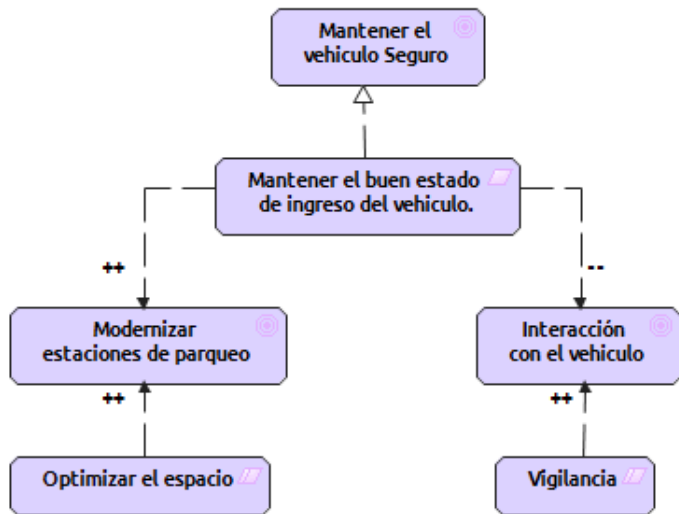 Mantener el
vehiculo Seguro
Mantener el buen estado
de ingreso del vehiculo.
++
--
Modernizar
estaciones de parqueo
Interacción
con el vehiculo
++
++
Optimizar el espacio
Vigilancia